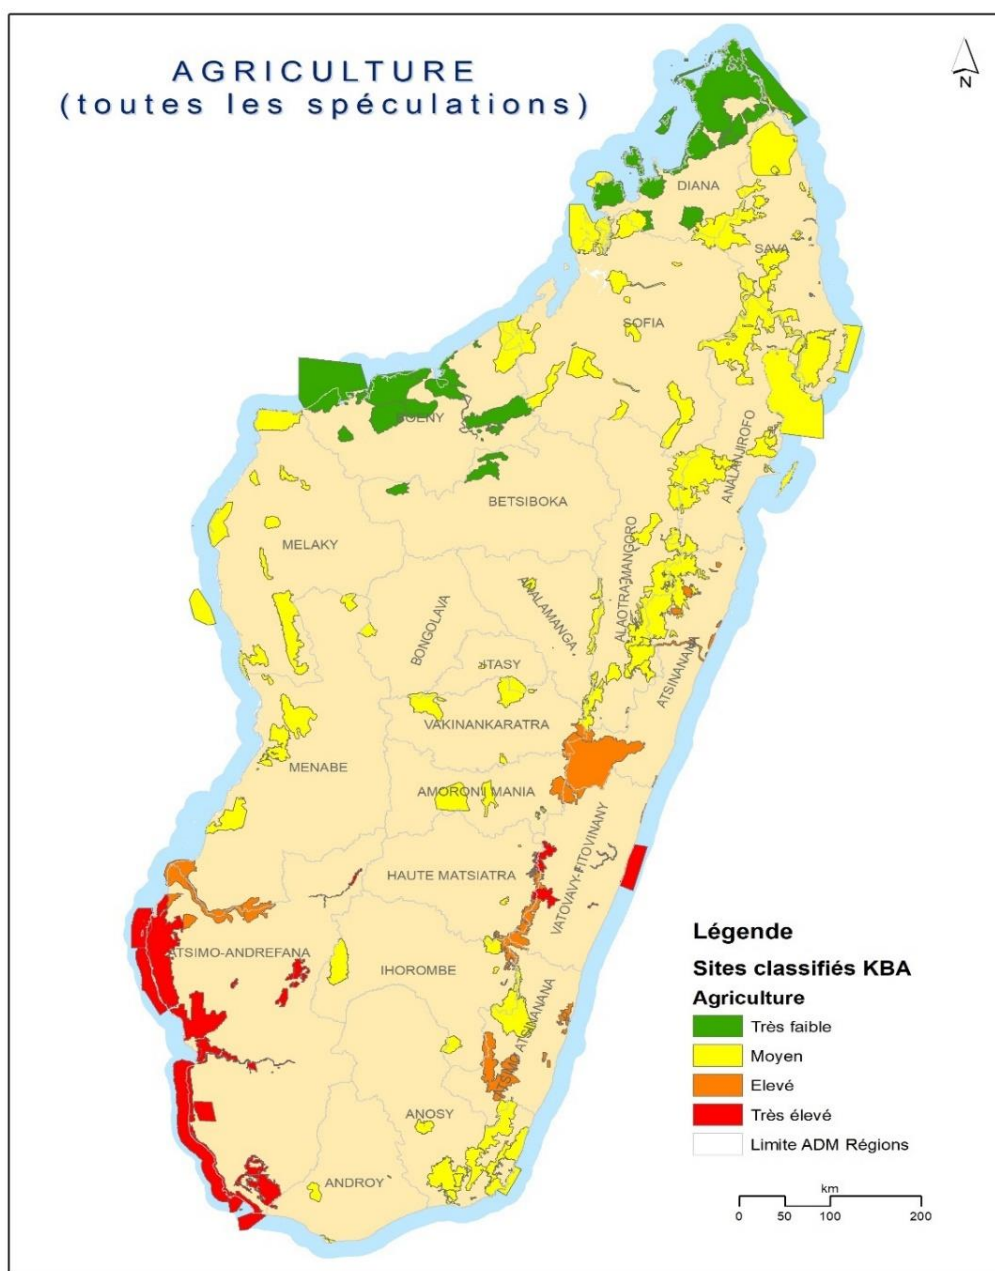 AGRICULTURE
(toutes les spéculations)
N
DIANA
SAVA
SOFIA
BOENY
ANALANJIROFO
BETSIBOKA
MELAKY
ALAOTRA-MANGORO
ANALAMANGA
BONGOLAVA
ITASY
ATSINANANA
VAKINANKARATRA
MENABE
AMORONI MANIA
HAUTE MATSIATRA
VATOVAVY-FITOVINANY
ATSIMO-ANDREFANA
IHOROMBE
ATSINANANA
ANOSY
ANDROY
Légende
Sites classifiés KBA
Agriculture
Très faible
Moyen
Elevé
Très élevé
Limite ADM Régions
km
0 50 100 200